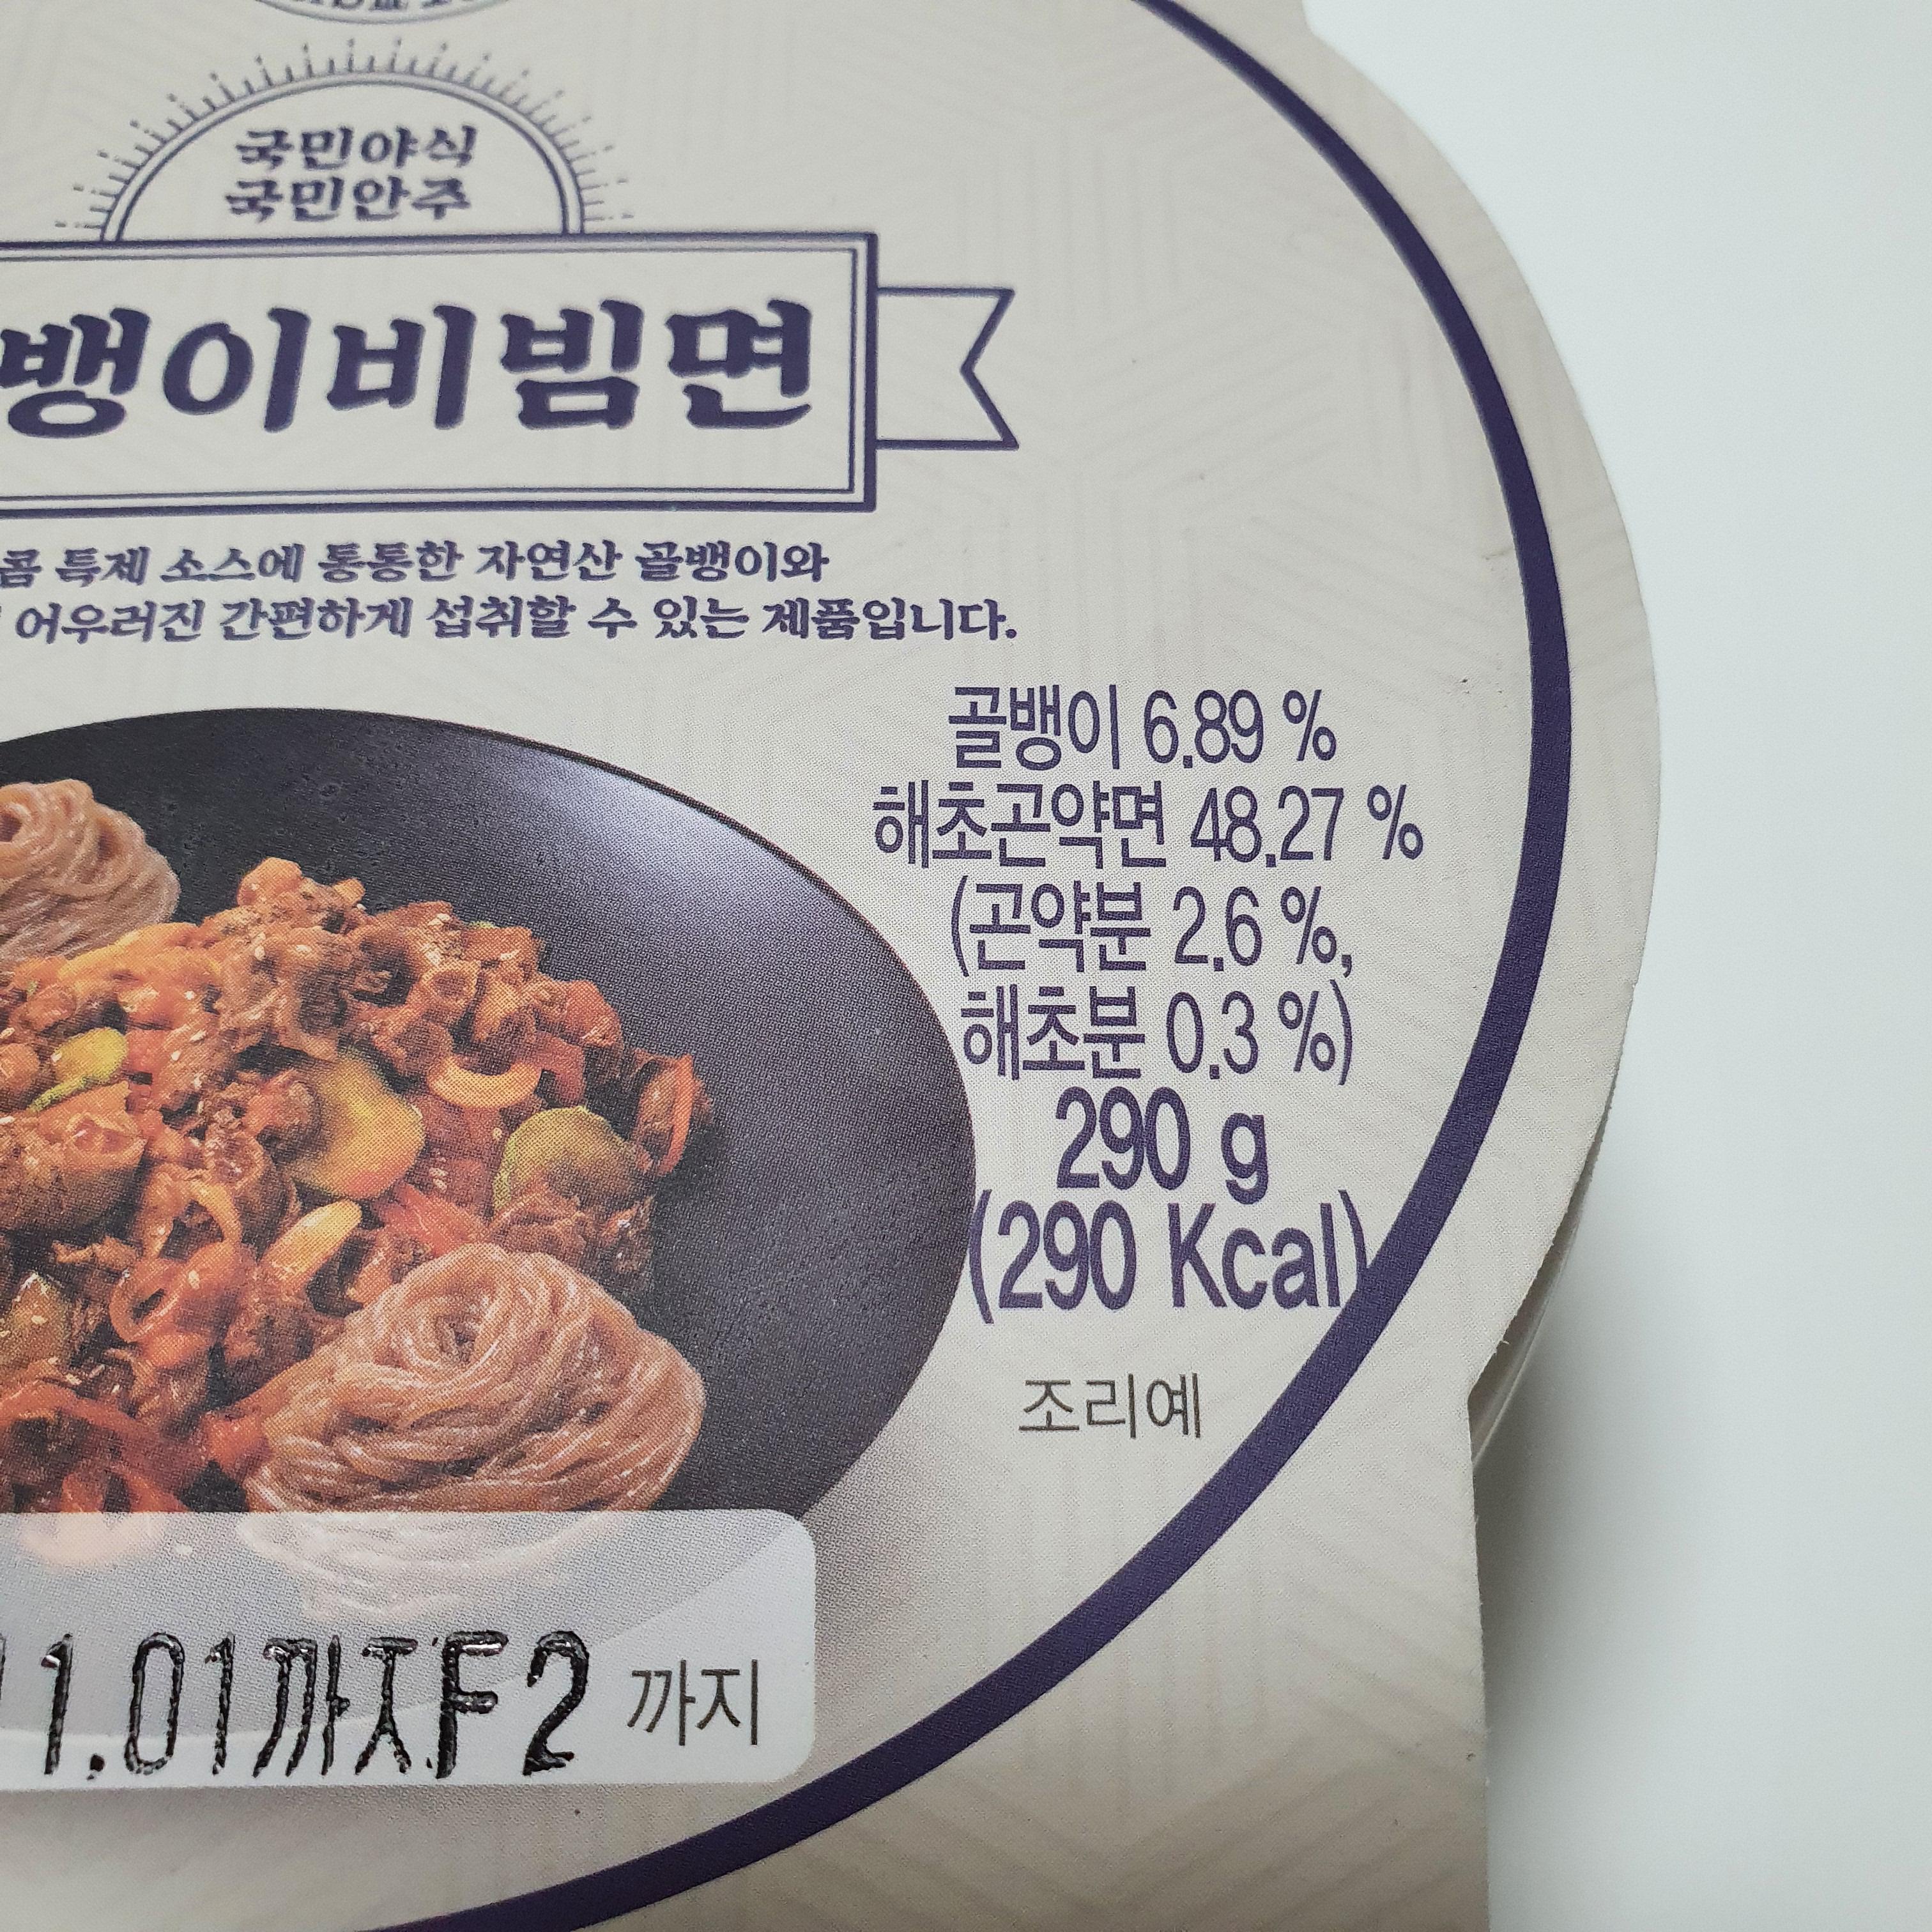 국민야식
국민안주
뱅이비빔면
콤 특제 소스에 통통한 자연산 골뱅이와
어우러진 간편하게 섭취할 수 있는 제품입니다.
골뱅이 6.89 %
해초곤약면 48.27 %
(곤약분 2.6 %,
해초분 0.3 %)
290 g
(290 Kcal)
조리예
1.01까지F2 까지